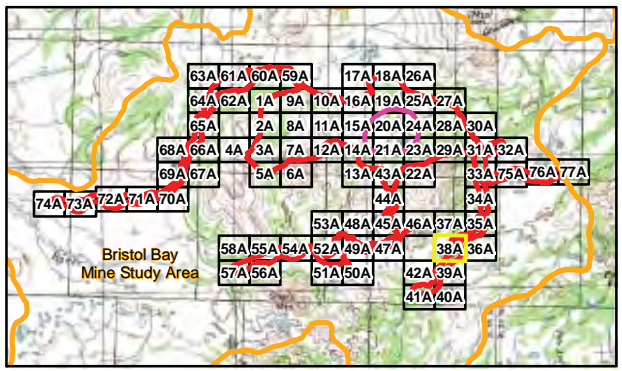 63A 61A 60A 59A 17A 18A 26A
64A 62A 1A 9A 10A 16A 19A 25A 27A
65A 2A 8A 11A 15A 20A 24A 28A 30A
68A 66A 4A 3A 7A 12A 14A 21A 23A 29A 31A 32A
69A 67A 5A 6A 13A 43A 22A 33A 75A 76A 77A
74A 73A 72A 71A 70A 44A 34A
53A 48A 45A 46A 37A 35A
58A 55A 54A 52A 49A 47A 38A 36A
Bristol Bay
Mine Study Area
57A 56A 51A 50A 42A 39A
41A 40A